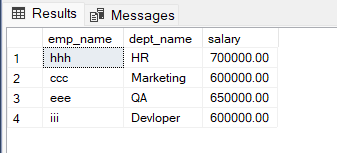 Results Messages
emp_name dept_name salary
1 hhh HR 700000.00
2 ccc Marketing 600000.00
3 eee QA 650000.00
4 iii Devloper 600000.00